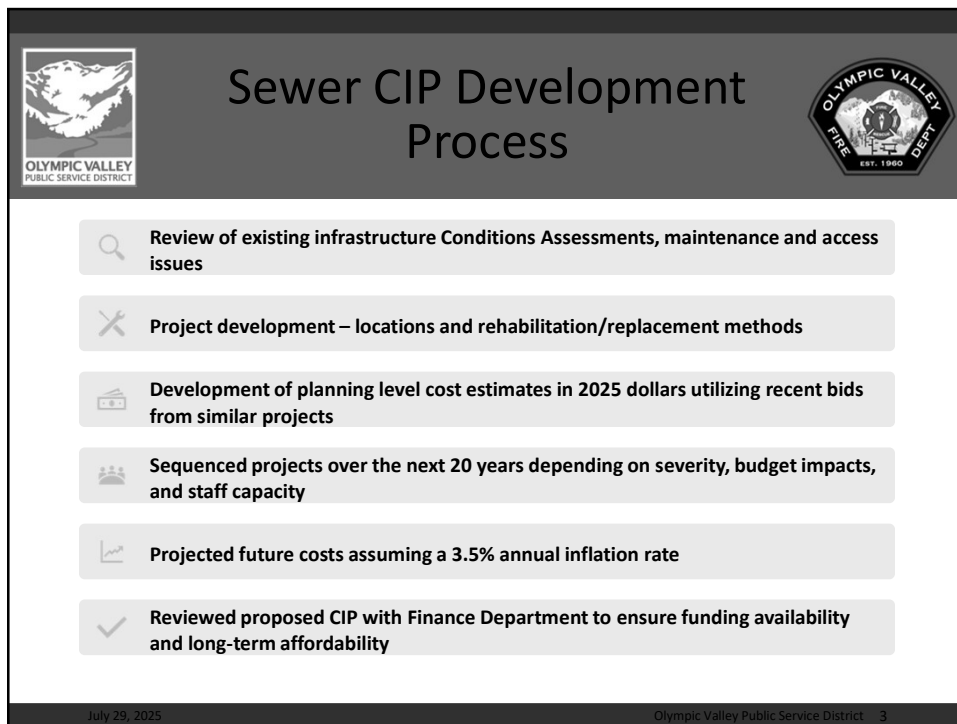 Sewer CIP Development
Process
OLYMPIC VALLEY
PUBLIC SERVICE DISTRICT
OLYMPIC VALLEY
FIRE
DEPT
EST. 1960
Review of existing infrastructure Conditions Assessments, maintenance and access
issues
Project development – locations and rehabilitation/replacement methods
Development of planning level cost estimates in 2025 dollars utilizing recent bids
from similar projects
Sequenced projects over the next 20 years depending on severity, budget impacts,
and staff capacity
Projected future costs assuming a 3.5% annual inflation rate
Reviewed proposed CIP with Finance Department to ensure funding availability
and long-term affordability
July 29, 2025
Olympic Valley Public Service District 3